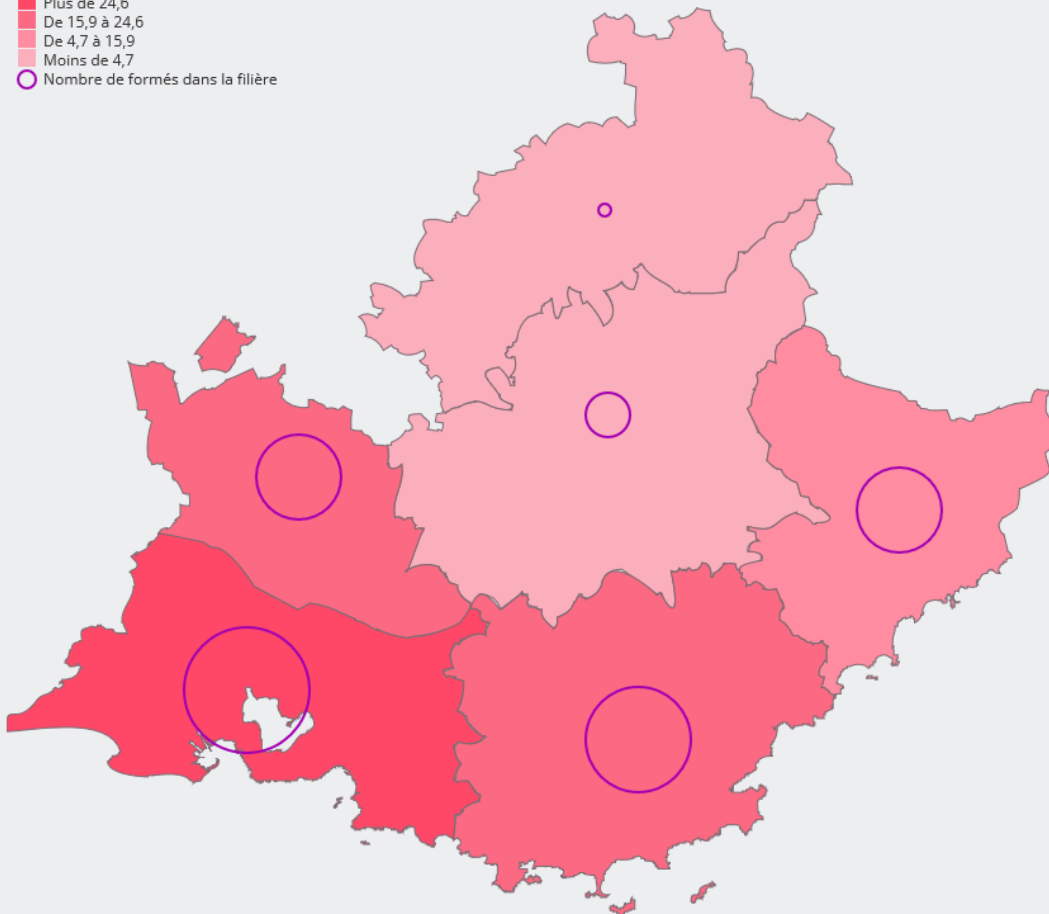 Plus de 24,6
De 15,9 à 24,6
De 4,7 à 15,9
Moins de 4,7
Nombre de formés dans la filière